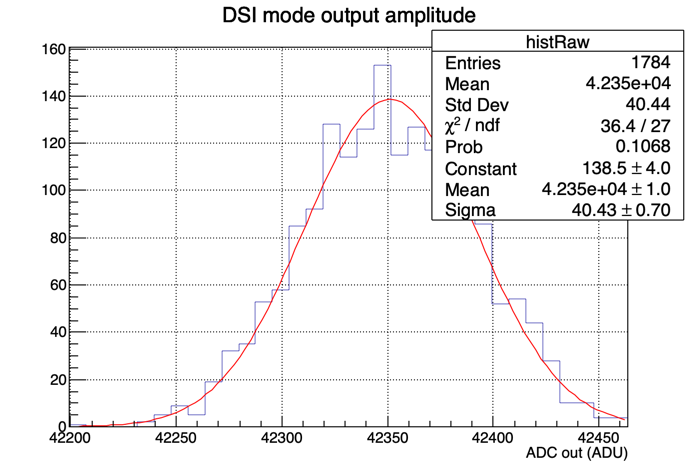 DSI mode output amplitude
histRaw
Entries 1784
Mean 4.235e+04
Std Dev 40.44
χ² / ndf 36.4 / 27
Prob 0.1068
Constant 138.5 ± 4.0
Mean 4.235e+04 ± 1.0
Sigma 40.43 ± 0.70
160
140
120
100
80
60
40
20
0
42200 42250 42300 42350 42400 42450
ADC out (ADU)